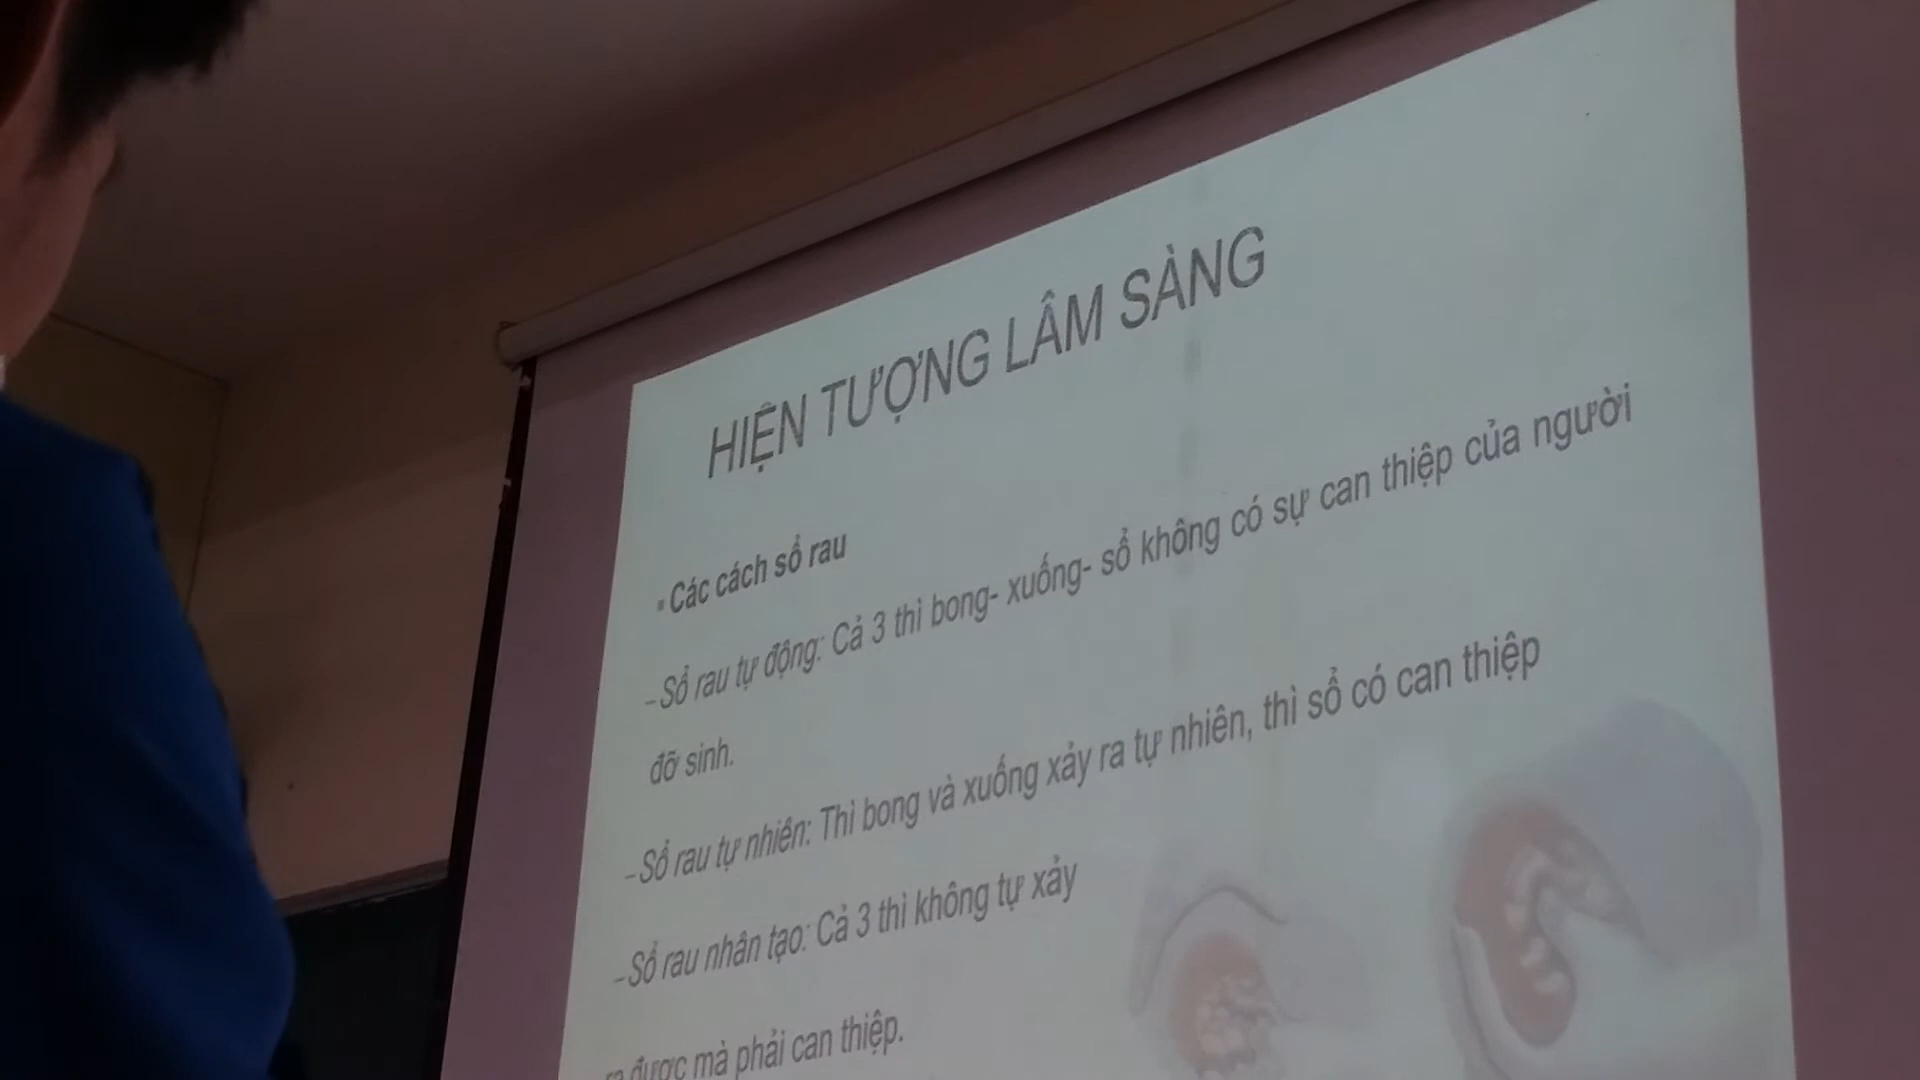 HIỆN TƯỢNG LÂM SÀNG
▪ Các cách sổ rau
– Sổ rau tự động: Cả 3 thì bong- xuống- sổ không có sự can thiệp của người
đỡ sinh.
– Sổ rau tự nhiên: Thì bong và xuống xảy ra tự nhiên, thì sổ có can thiệp
– Sổ rau nhân tạo: Cả 3 thì không tự xảy
ra được mà phải can thiệp.